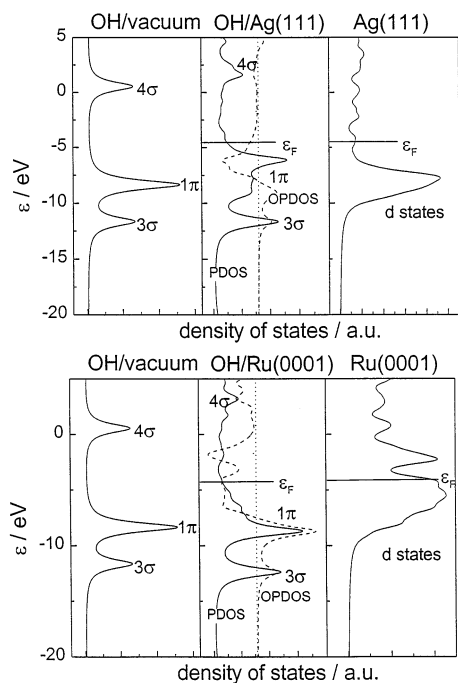 OH/vacuum OH/Ag(111) Ag(111)
5
0
-5
-10
-15
-20
ε / eV
4σ
1π
3σ
4σ
ε_F
1π
OPDOS
3σ
PDOS
ε_F
d states
density of states / a.u.
OH/vacuum OH/Ru(0001) Ru(0001)
0
-10
-20
ε / eV
4σ
1π
3σ
4σ
ε_F
1π
3σ
OPDOS
PDOS
ε_F
d states
density of states / a.u.